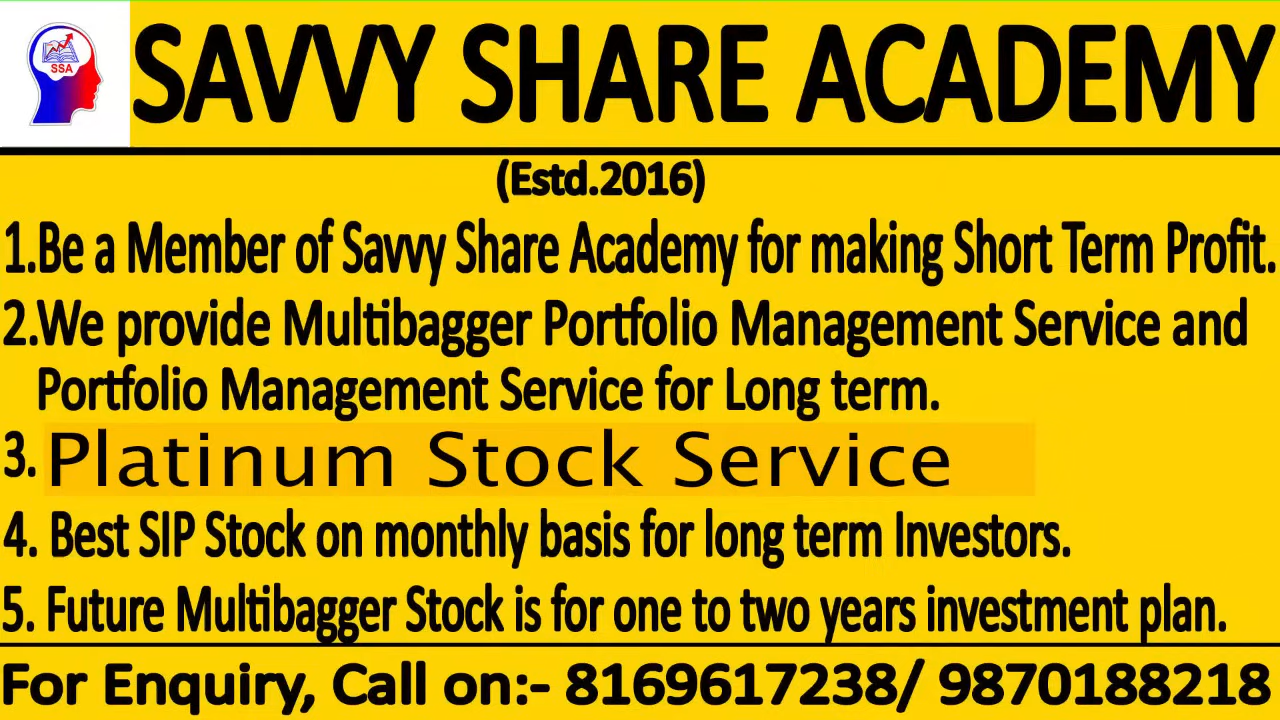 SSA
SAVVY SHARE ACADEMY
(Estd.2016)
1.Be a Member of Savvy Share Academy for making Short Term Profit.
2.We provide Multibagger Portfolio Management Service and
Portfolio Management Service for Long term.
3. Platinum Stock Service
4. Best SIP Stock on monthly basis for long term Investors.
5. Future Multibagger Stock is for one to two years investment plan.
For Enquiry, Call on:- 8169617238/ 9870188218